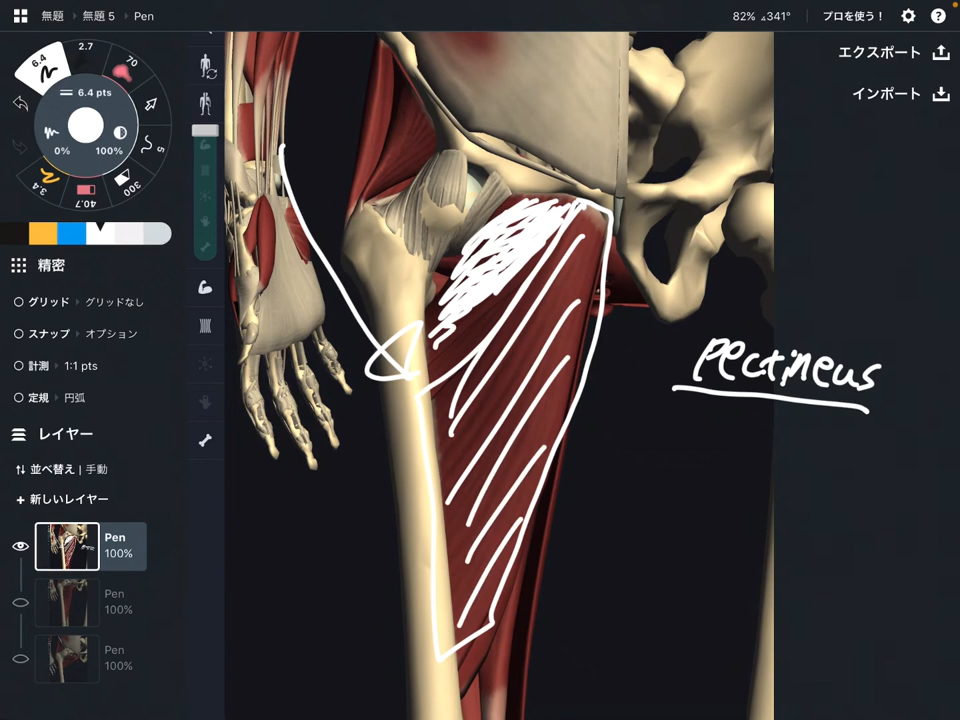 無題 無題 5 Pen
82% ⊿341°
プロを使う！
エクスポート
インポート
2.7
6.4
70
6.4 pts
0% 100%
5
300
40.7
34
精密
グリッド グリッドなし
スナップ オプション
計測 1:1 pts
定規 円弧
レイヤー
並べ替え | 手動
+ 新しいレイヤー
Pen
100%
Pen
100%
Pen
100%
pectineus